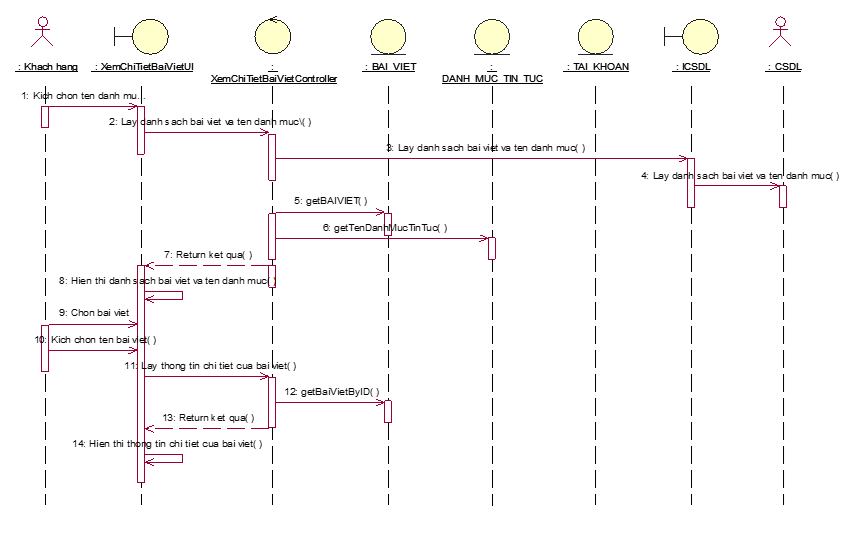 : Khach hang
: XemChiTietBaiVietUI
:
XemChiTietBaiVietController
: BAI_VIET
:
DANH_MUC_TIN_TUC
: TAI_KHOAN
: ICSDL
: CSDL
1: Kich chon ten danh mu...
2: Lay danh sach bai viet va ten danh muc\( )
3: Lay danh sach bai viet va ten danh muc( )
4: Lay danh sach bai viet va ten danh muc( )
5: getBAIVIET( )
6: getTenDanhMucTinTuc( )
7: Return ket qua( )
8: Hien thi danh sach bai viet va ten danh muc( )
9: Chon bai viet
10: Kich chon ten bai viet( )
11: Lay thong tin chi tiet cua bai viet( )
12: getBaiVietByID( )
13: Return ket qua( )
14: Hien thi thong tin chi tiet cua bai viet( )